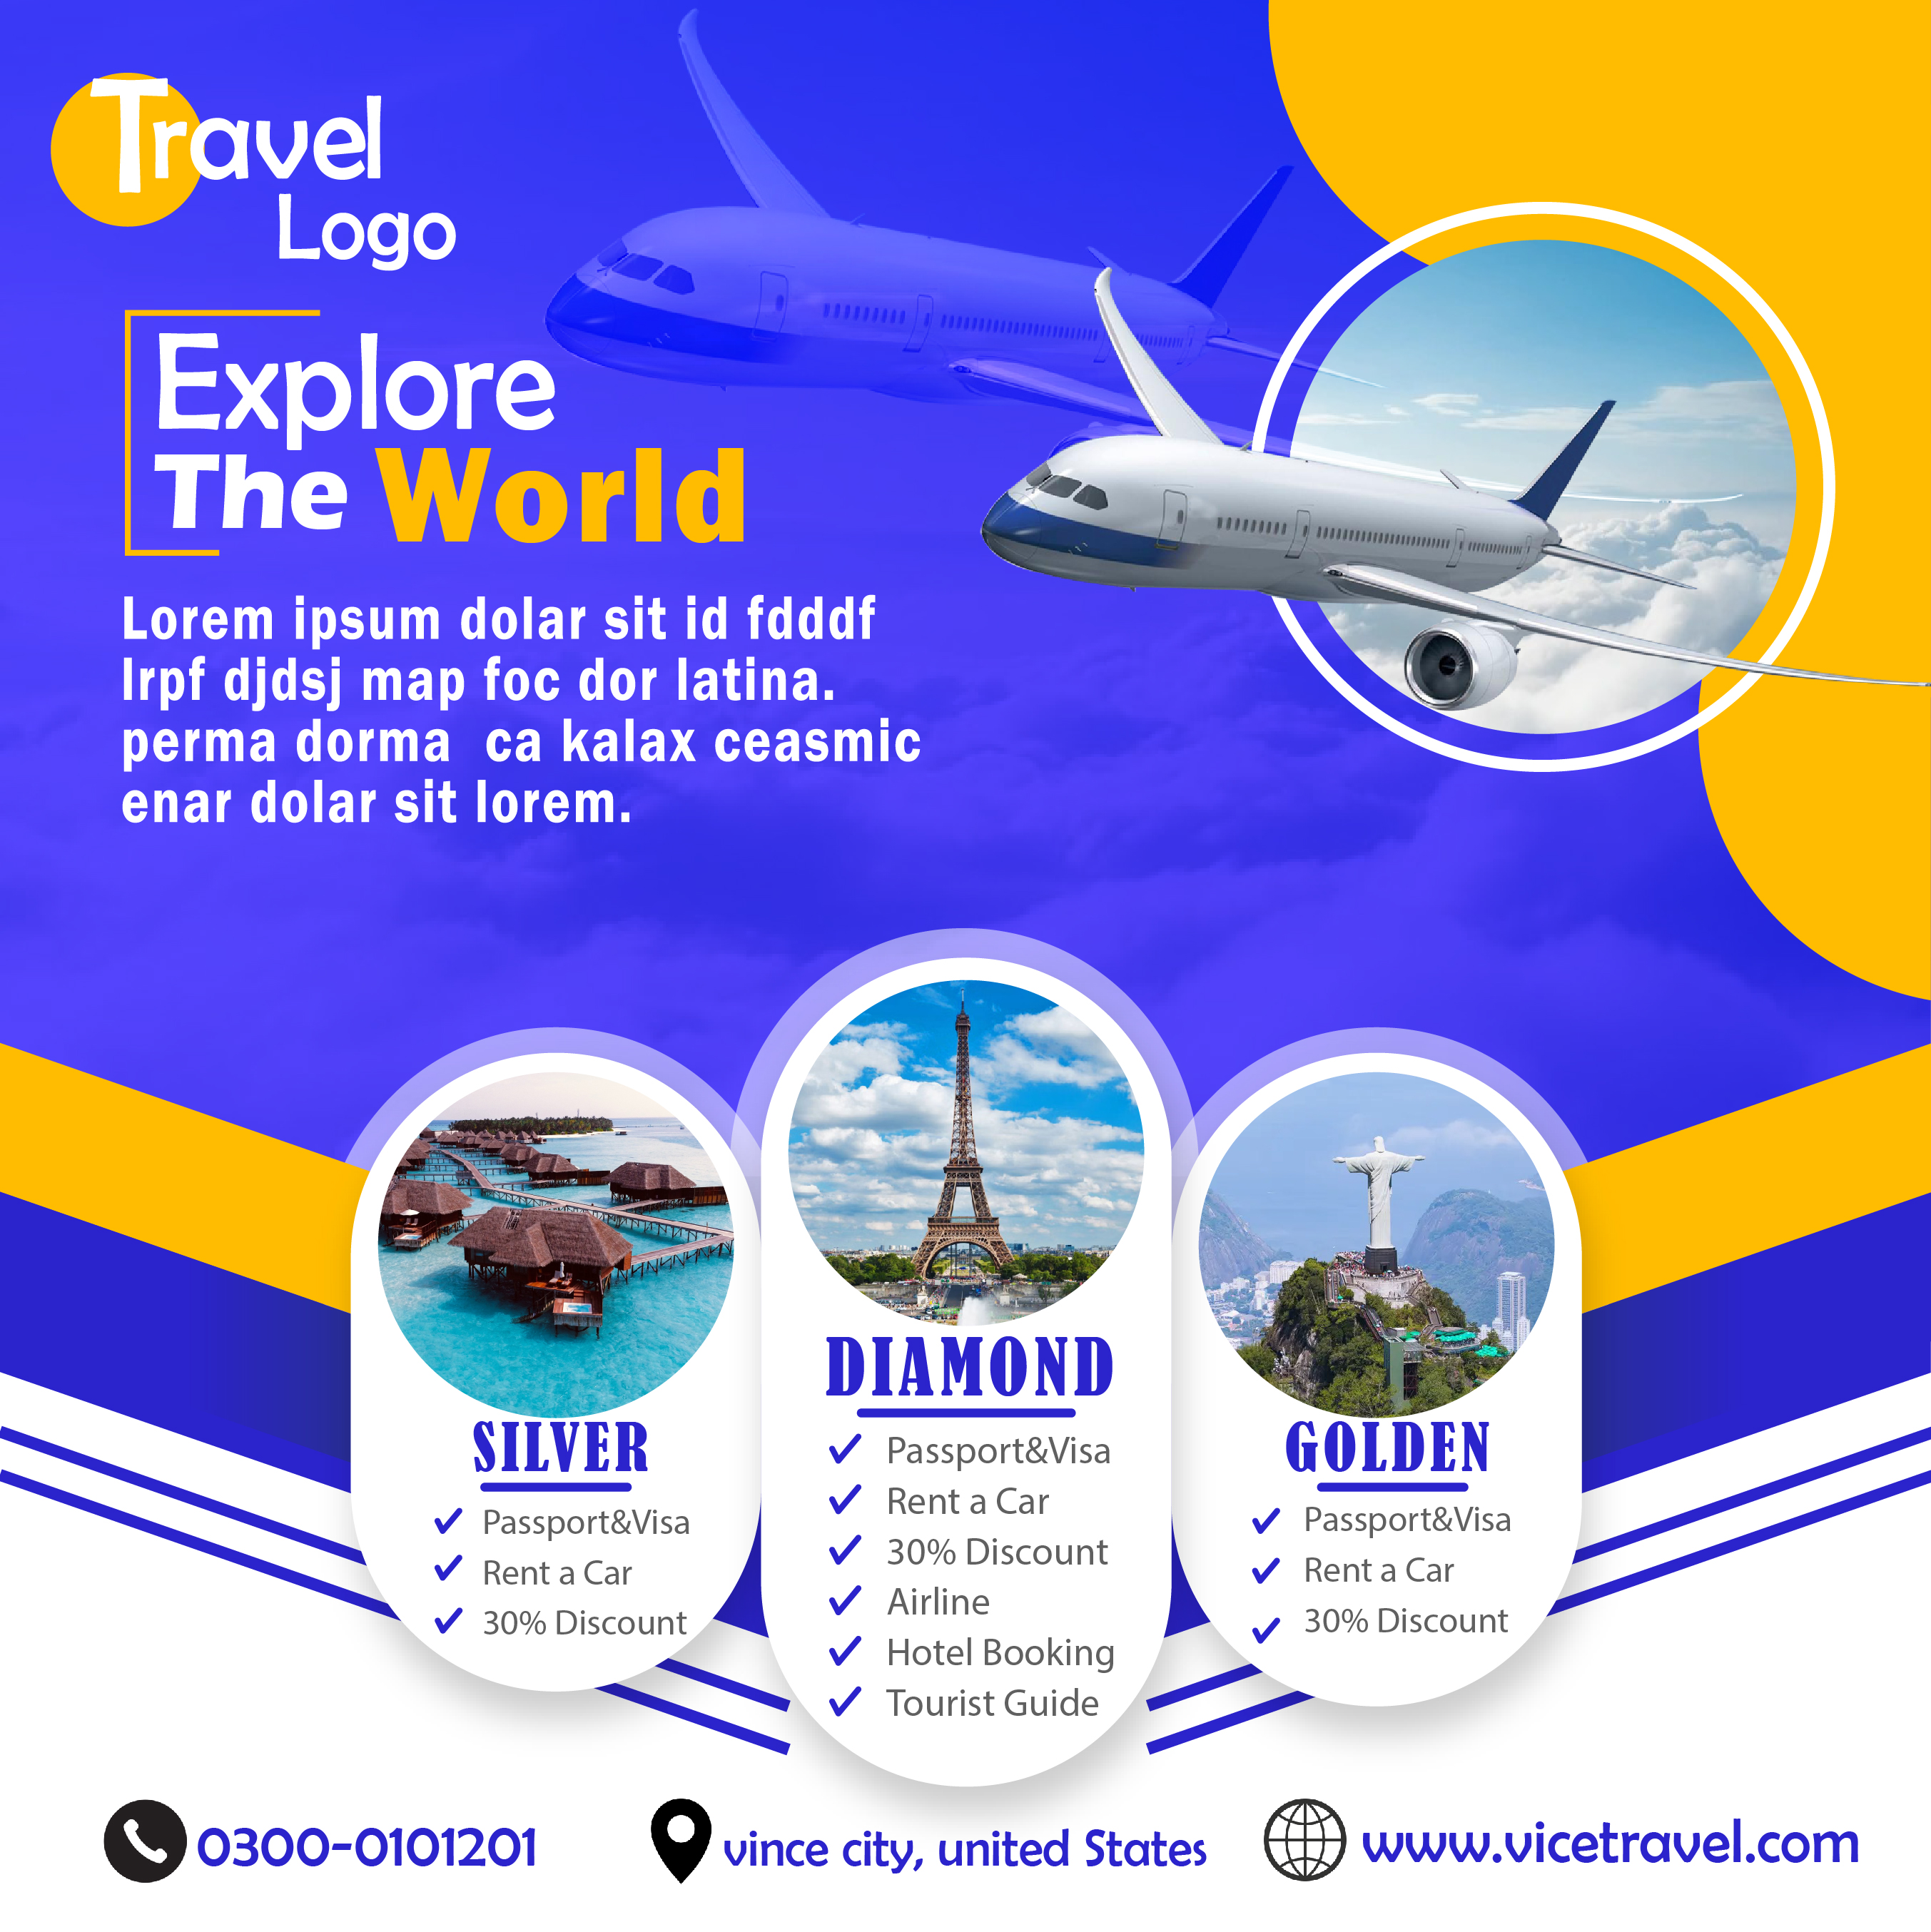 Travel
Logo
Explore
The World
Lorem ipsum dolar sit id fdddf
lrpf djdsj map foc dor latina.
perma dorma  ca kalax ceasmic
enar dolar sit lorem.
SILVER
Passport&Visa
Rent a Car
30% Discount
DIAMOND
Passport&Visa
Rent a Car
30% Discount
Airline
Hotel Booking
Tourist Guide
GOLDEN
Passport&Visa
Rent a Car
30% Discount
0300-0101201
vince city, united States
www.vicetravel.com